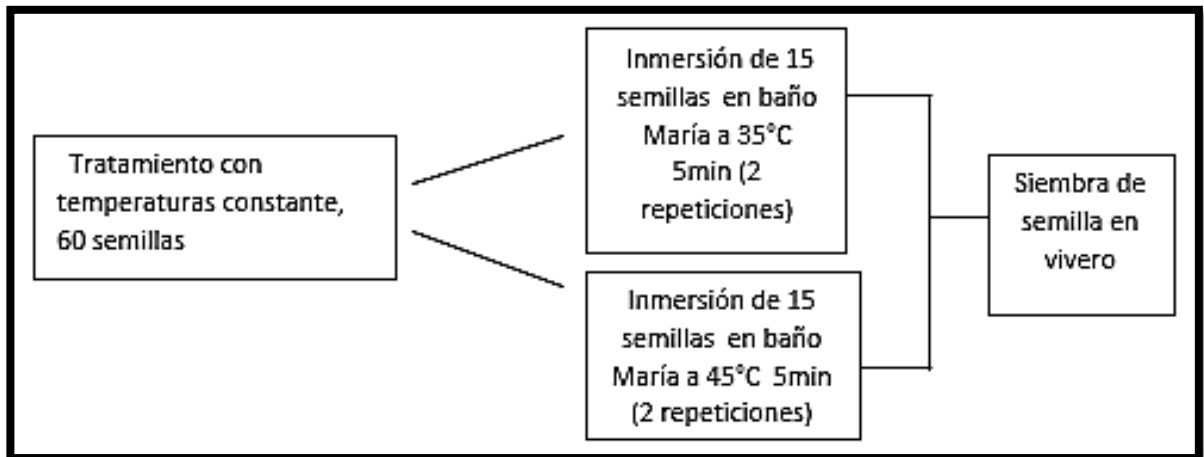 Tratamiento con
temperaturas constante,
60 semillas
Inmersión de 15
semillas en baño
María a 35°C
5min (2
repeticiones)
Inmersión de 15
semillas en baño
María a 45°C 5min
(2 repeticiones)
Siembra de
semilla en
vivero